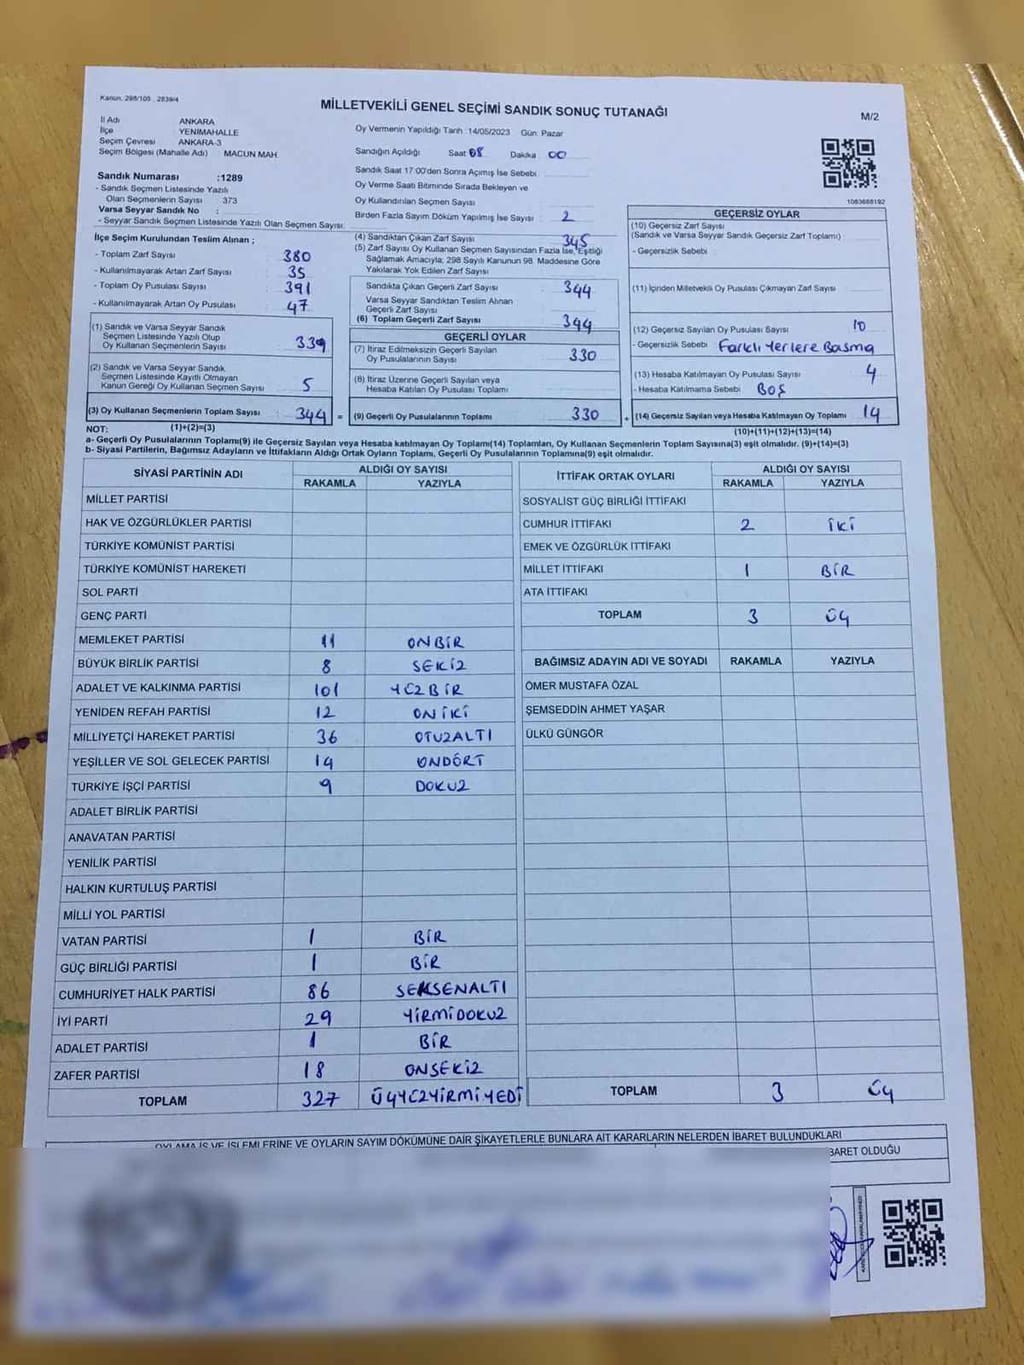 Kanun, 298/105 , 2839/4
MİLLETVEKİLİ GENEL SEÇİMİ SANDIK SONUÇ TUTANAĞI
M/2
İl Adı ANKARA
İlçe YENİMAHALLE
Seçim Çevresi ANKARA-3
Seçim Bölgesi (Mahalle Adı) MACUN MAH.
Sandık Numarası :1289
- Sandık Seçmen Listesinde Yazılı
Olan Seçmenlerin Sayısı 373
Varsa Seyyar Sandık No :
- Seyyar Sandık Seçmen Listesinde Yazılı Olan Seçmen Sayısı:
Oy Vermenin Yapıldığı Tarih :14/05/2023 Gün: Pazar
Sandığın Açıldığı Saat 08 Dakika 00
Sandık Saat 17:00'den Sonra Açımış İse Sebebi
Oy Verme Saati Bitiminde Sırada Bekleyen ve
Oy Kullandırılan Seçmen Sayısı
Birden Fazla Sayım Döküm Yapılmış İse Sayısı 2
1083688192
İlçe Seçim Kurulundan Teslim Alınan ;
- Toplam Zarf Sayısı 380
- Kullanılmayarak Artan Zarf Sayısı 35
- Toplam Oy Pusulası Sayısı 391
- Kullanılmayarak Artan Oy Pusulası 47
(4) Sandıktan Çıkan Zarf Sayısı 345
(5) Zarf Sayısı Oy Kullanan Seçmen Sayısından Fazla İse, Eşitliği
Sağlamak Amacıyla; 298 Sayılı Kanunun 98. Maddesine Göre
Yakılarak Yok Edilen Zarf Sayısı
Sandıkta Çıkan Geçerli Zarf Sayısı 344
Varsa Seyyar Sandıktan Teslim Alınan
Geçerli Zarf Sayısı
(6) Toplam Geçerli Zarf Sayısı 344
GEÇERSİZ OYLAR
(10) Geçersiz Zarf Sayısı
(Sandık ve Varsa Seyyar Sandık Geçersiz Zarf Toplamı)
- Geçersizlik Sebebi
(11) İçinden Milletvekili Oy Pusulası Çıkmayan Zarf Sayısı
(12) Geçersiz Sayılan Oy Pusulası Sayısı 10
- Geçersizlik Sebebi Farklı Yerlere Basma
(13) Hesaba Katılmayan Oy Pusulası Sayısı 4
- Hesaba Katılmama Sebebi BOŞ
(1) Sandık ve Varsa Seyyar Sandık
Seçmen Listesinde Yazılı Olup
Oy Kullanan Seçmenlerin Sayısı 339
(2) Sandık ve Varsa Seyyar Sandık
Seçmen Listesinde Kayıtlı Olmayan
Kanun Gereği Oy Kullanan Seçmen Sayısı 5
GEÇERLİ OYLAR
(7) İtiraz Edilmeksizin Geçerli Sayılan
Oy Pusulalarının Sayısı 330
(8) İtiraz Üzerine Geçerli Sayılan veya
Hesaba Katılan Oy Pusulası Toplamı
(3) Oy Kullanan Seçmenlerin Toplam Sayısı 344 = (9) Geçerli Oy Pusulalarının Toplamı 330 + (14) Geçersiz Sayılan veya Hesaba Katılmayan Oy Toplamı 14
NOT: (1)+(2)=(3) (10)+(11)+(12)+(13)=(14)
a- Geçerli Oy Pusulalarının Toplamı(9) ile Geçersiz Sayılan veya Hesaba katılmayan Oy Toplamı(14) Toplamları, Oy Kullanan Seçmenlerin Toplam Sayısına(3) eşit olmalıdır. (9)+(14)=(3)
b- Siyasi Partilerin, Bağımsız Adayların ve İttifakların Aldığı Ortak Oyların Toplamı, Geçerli Oy Pusulalarının Toplamına(9) eşit olmalıdır.
SİYASİ PARTİNİN ADI ALDIĞI OY SAYISI
RAKAMLA YAZIYLA
MİLLET PARTİSİ
HAK VE ÖZGÜRLÜKLER PARTİSİ
TÜRKİYE KOMÜNİST PARTİSİ
TÜRKİYE KOMÜNİST HAREKETİ
SOL PARTİ
GENÇ PARTİ
MEMLEKET PARTİSİ 11 ONBİR
BÜYÜK BİRLİK PARTİSİ 8 SEKİZ
ADALET VE KALKINMA PARTİSİ 101 YÜZBİR
YENİDEN REFAH PARTİSİ 12 ONİKİ
MİLLİYETÇİ HAREKET PARTİSİ 36 OTUZALTI
YEŞİLLER VE SOL GELECEK PARTİSİ 14 ONDÖRT
TÜRKİYE İŞÇİ PARTİSİ 9 DOKUZ
ADALET BİRLİK PARTİSİ
ANAVATAN PARTİSİ
YENİLİK PARTİSİ
HALKIN KURTULUŞ PARTİSİ
MİLLİ YOL PARTİSİ
VATAN PARTİSİ 1 BİR
GÜÇ BİRLİĞİ PARTİSİ 1 BİR
CUMHURİYET HALK PARTİSİ 86 SEKSENALTI
İYİ PARTİ 29 YİRMİDOKUZ
ADALET PARTİSİ 1 BİR
ZAFER PARTİSİ 18 ONSEKİZ
TOPLAM 327 ÜÇYÜZYİRMİYEDİ
İTTİFAK ORTAK OYLARI ALDIĞI OY SAYISI
RAKAMLA YAZIYLA
SOSYALİST GÜÇ BİRLİĞİ İTTİFAKI
CUMHUR İTTİFAKI 2 İKİ
EMEK VE ÖZGÜRLÜK İTTİFAKI
MİLLET İTTİFAKI 1 BİR
ATA İTTİFAKI
TOPLAM 3 ÜÇ
BAĞIMSIZ ADAYIN ADI VE SOYADI RAKAMLA YAZIYLA
ÖMER MUSTAFA ÖZAL
ŞEMSEDDİN AHMET YAŞAR
ÜLKÜ GÜNGÖR
TOPLAM 3 ÜÇ
OYLAMA İŞ VE İŞLEMLERİNE VE OYLARIN SAYIM DÖKÜMÜNE DAİR ŞİKAYETLERLE BUNLARA AİT KARARLARIN NELERDEN İBARET BULUNDUKLARI
BARET OLDUĞU